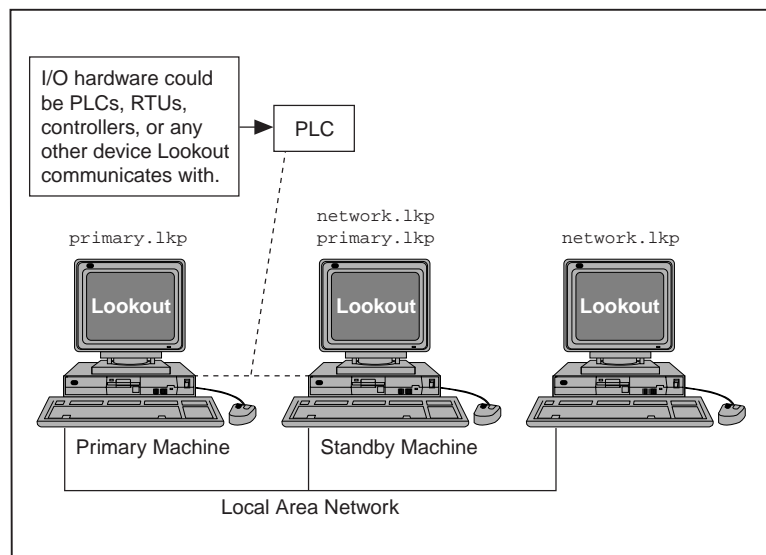 I/O hardware could
be PLCs, RTUs,
controllers, or any
other device Lookout
communicates with.
PLC
network.lkp
primary.lkp
primary.lkp
network.lkp
Lookout
Lookout
Lookout
Primary Machine
Standby Machine
Local Area Network